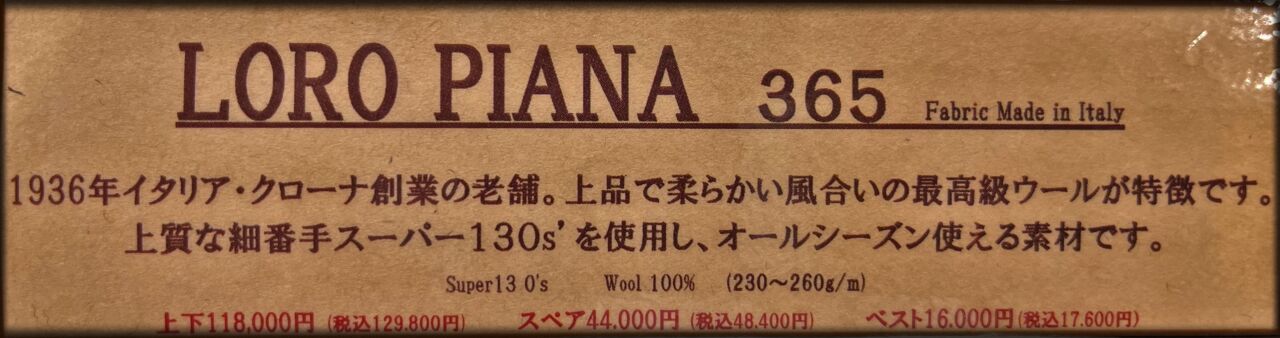 LORO PIANA 365 Fabric Made in Italy
1936年イタリア・クローナ創業の老舗。上品で柔らかい風合いの最高級ウールが特徴です。
上質な細番手スーパー130s'を使用し、オールシーズン使える素材です。
Super13 0's Wool 100% (230～260g/m)
上下118,000円 (税込129.800円) スペア44.000円 (税込48.400円) ベスト16.000円(税込17.600円)